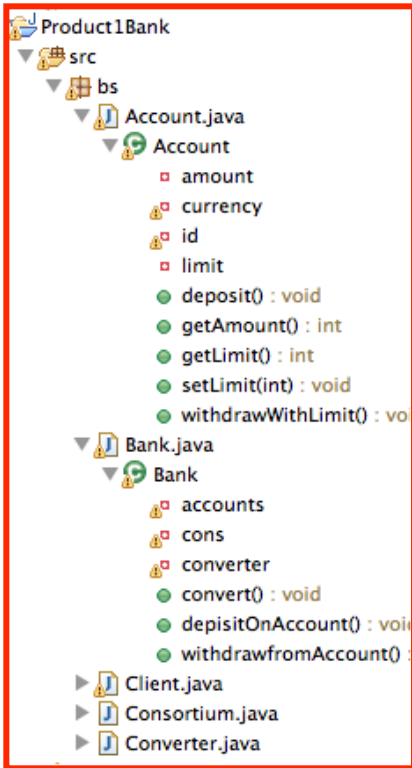 Product1Bank
src
bs
Account.java
Account
amount
currency
id
limit
deposit() : void
getAmount() : int
getLimit() : int
setLimit(int) : void
withdrawWithLimit() : voi
Bank.java
Bank
accounts
cons
converter
convert() : void
depisitOnAccount() : voi
withdrawfromAccount() :
Client.java
Consortium.java
Converter.java